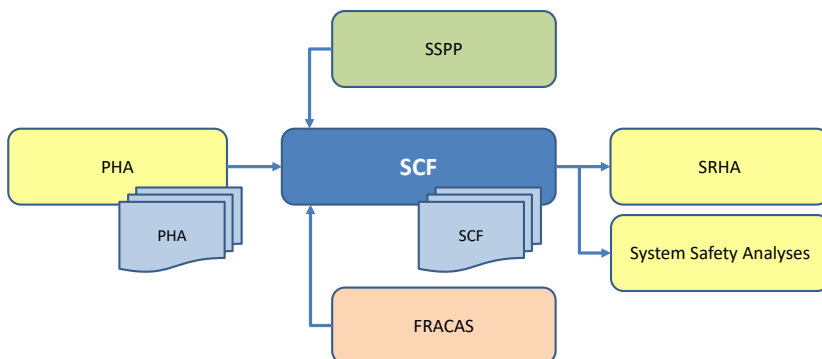 SSPP
PHA
SCF
SRHA
PHA
SCF
System Safety Analyses
FRACAS